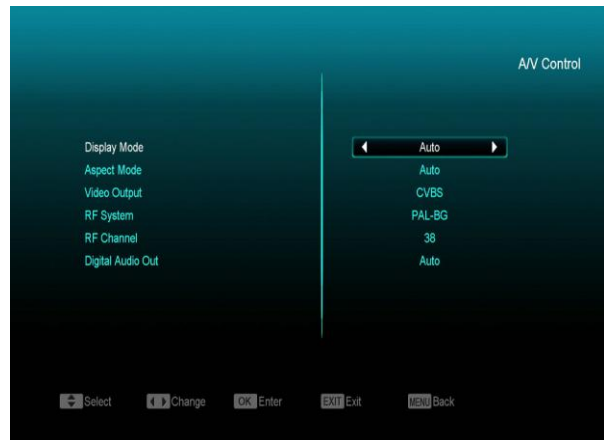 A/V Control
Display Mode Auto
Aspect Mode Auto
Video Output CVBS
RF System PAL-BG
RF Channel 38
Digital Audio Out Auto
Select Change OK Enter EXIT Exit MENU Back